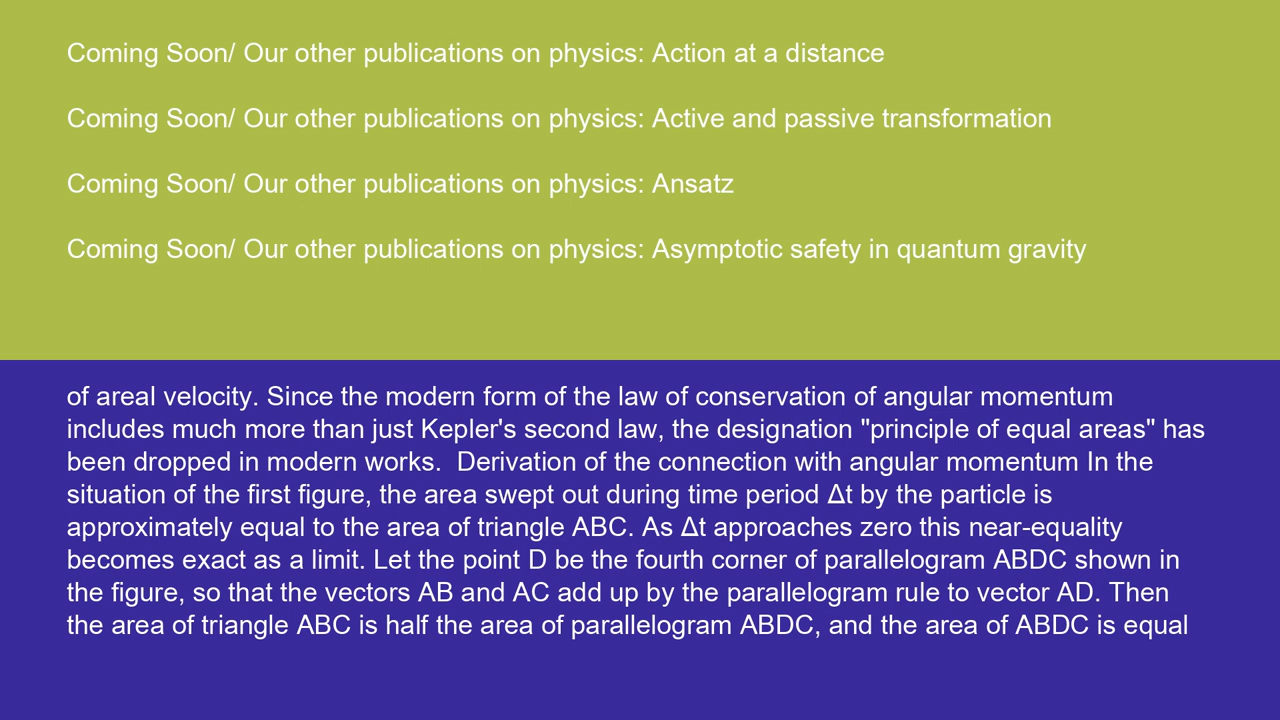 Coming Soon/ Our other publications on physics: Action at a distance
Coming Soon/ Our other publications on physics: Active and passive transformation
Coming Soon/ Our other publications on physics: Ansatz
Coming Soon/ Our other publications on physics: Asymptotic safety in quantum gravity
of areal velocity. Since the modern form of the law of conservation of angular momentum
includes much more than just Kepler's second law, the designation "principle of equal areas" has
been dropped in modern works.  Derivation of the connection with angular momentum In the
situation of the first figure, the area swept out during time period Δt by the particle is
approximately equal to the area of triangle ABC. As Δt approaches zero this near-equality
becomes exact as a limit. Let the point D be the fourth corner of parallelogram ABDC shown in
the figure, so that the vectors AB and AC add up by the parallelogram rule to vector AD. Then
the area of triangle ABC is half the area of parallelogram ABDC, and the area of ABDC is equal